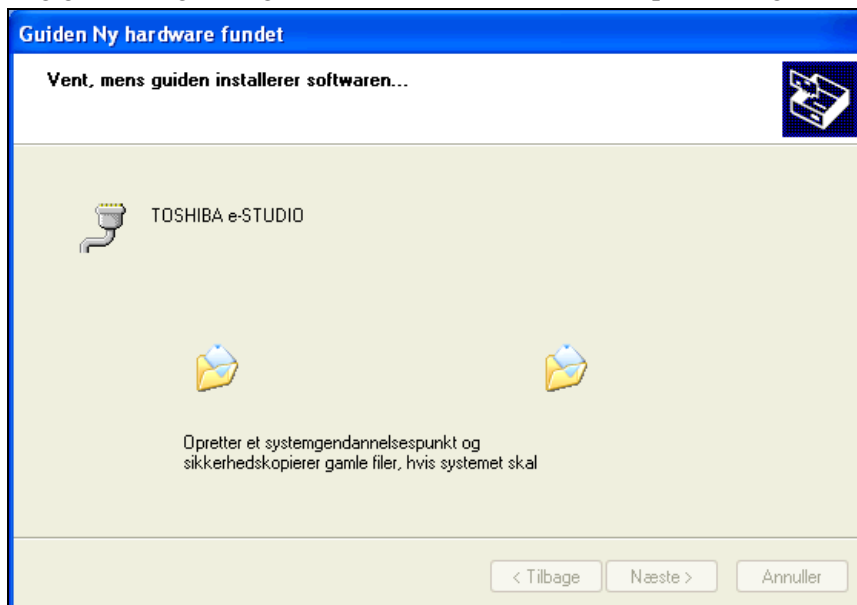 Guiden Ny hardware fundet
Vent, mens guiden installerer softwaren...
TOSHIBA e-STUDIO
Opretter et systemgendannelsespunkt og
sikkerhedskopierer gamle filer, hvis systemet skal
< Tilbage Næste > Annuller